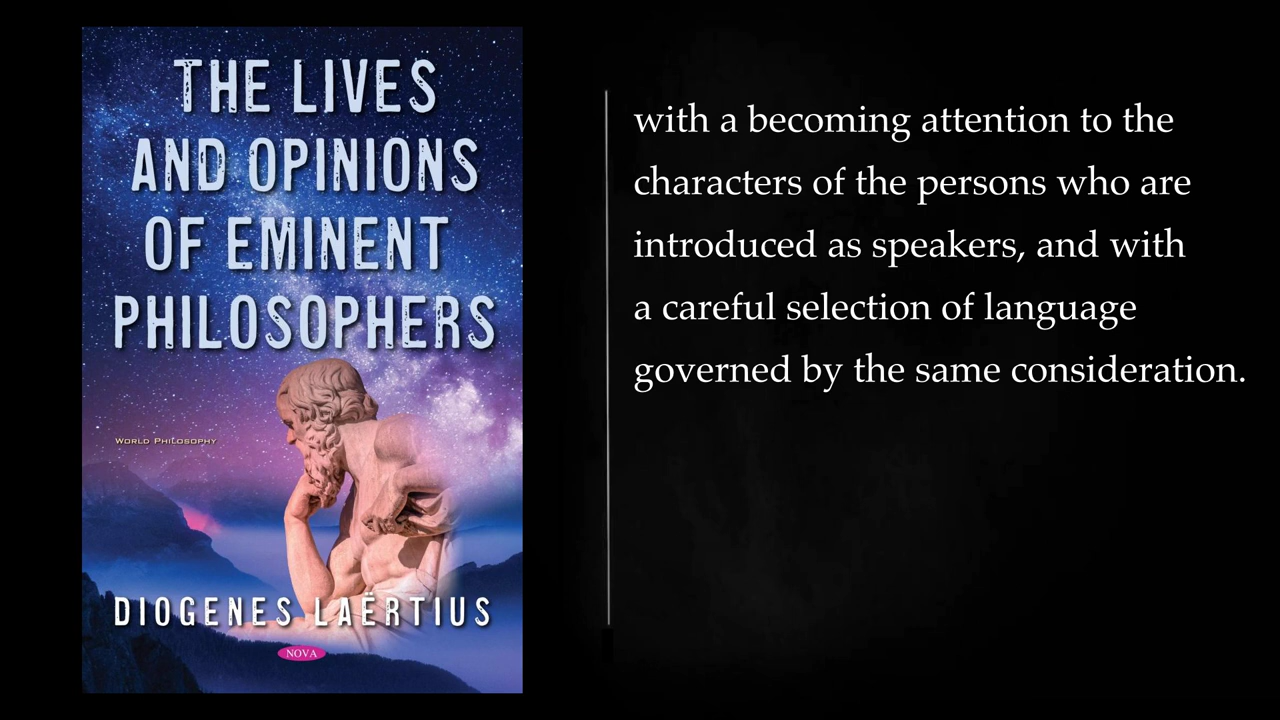 THE LIVES
AND OPINIONS
OF EMINENT
PHILOSOPHERS
WORLD PHILOSOPHY
DIOGENES LAËRTIUS
NOVA
with a becoming attention to the
characters of the persons who are
introduced as speakers, and with
a careful selection of language
governed by the same consideration.